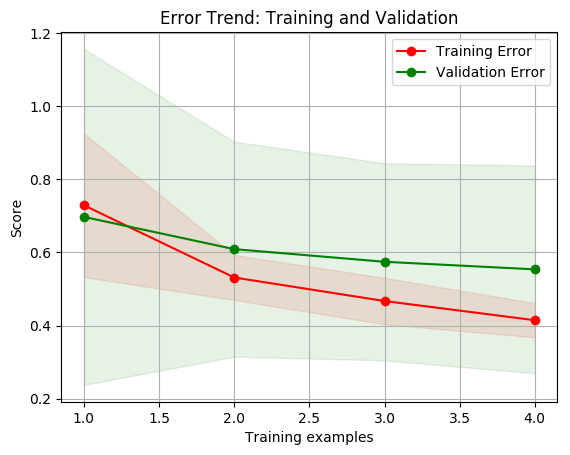 Error Trend: Training and Validation
1.2
1.0
0.8
0.6
0.4
0.2
Score
Training Error
Validation Error
1.0 1.5 2.0 2.5 3.0 3.5 4.0
Training examples